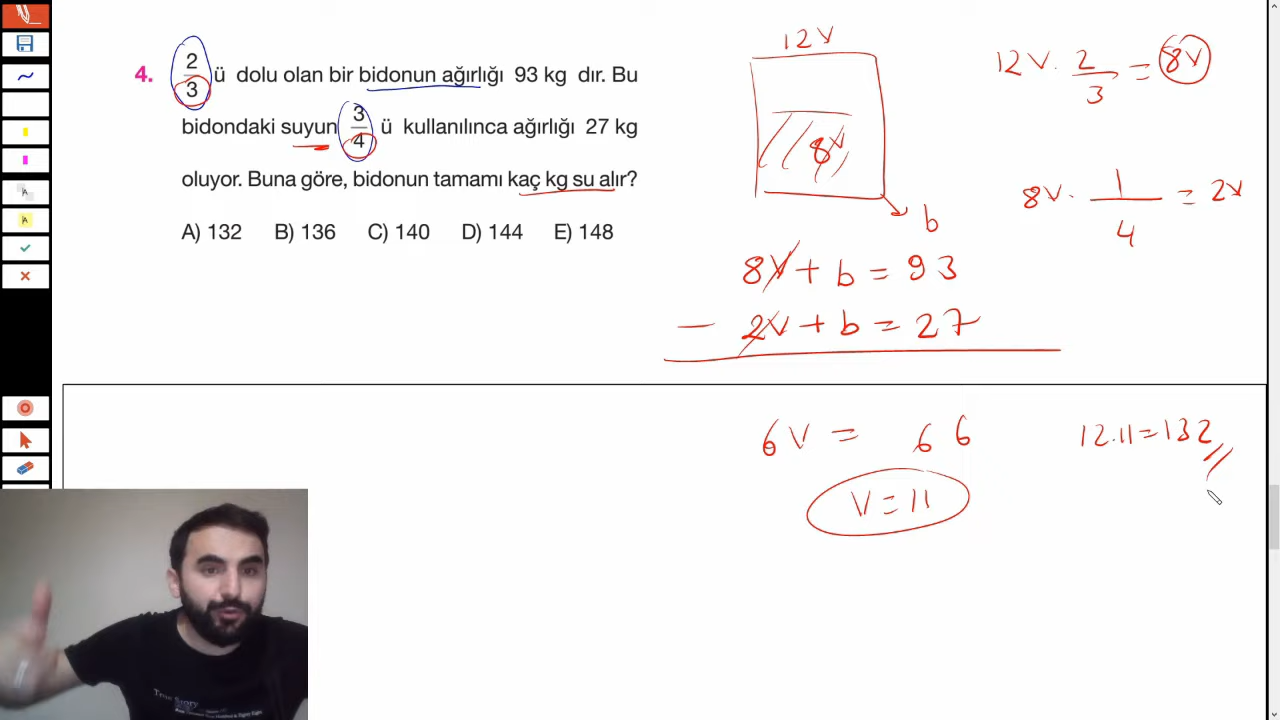 4. 2/3 ü dolu olan bir bidonun ağırlığı 93 kg dır. Bu
bidondaki suyun 3/4 ü kullanılınca ağırlığı 27 kg
oluyor. Buna göre, bidonun tamamı kaç kg su alır?
A) 132 B) 136 C) 140 D) 144 E) 148
12V
8V
b
12V · 2/3 = 8V
8V · 1/4 = 2V
8V + b = 93
− 2V + b = 27
6V = 66
V = 11
12.11 = 132
True Story